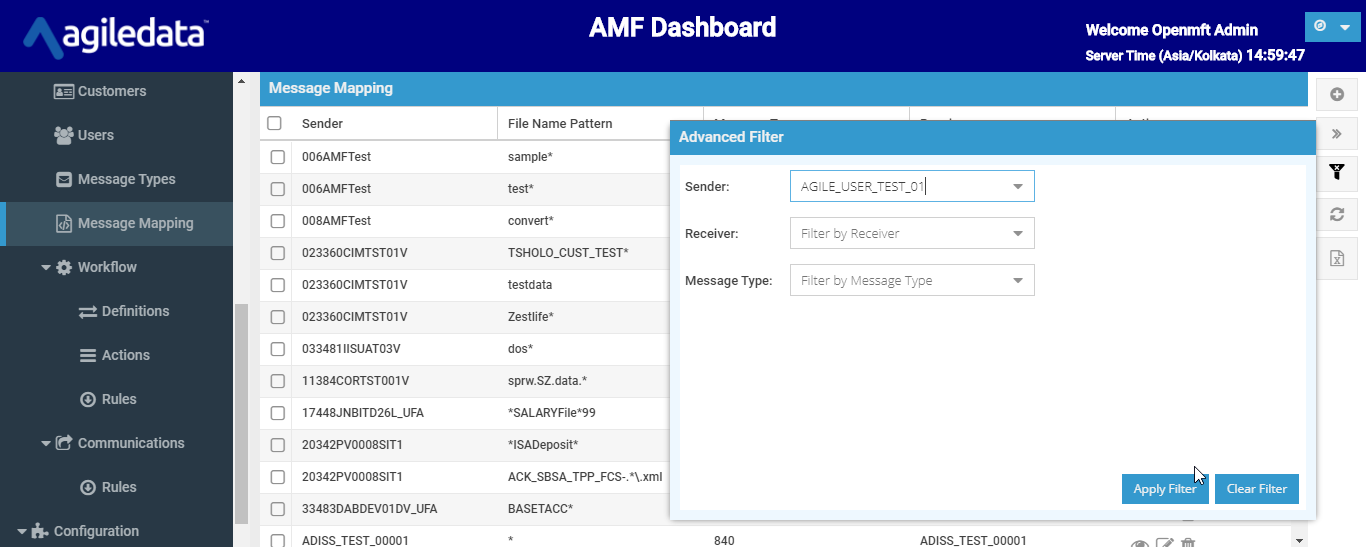 agiledata™
AMF Dashboard
Welcome Openmft Admin
Server Time (Asia/Kolkata) 14:59:47
Customers
Users
Message Types
Message Mapping
Workflow
Definitions
Actions
Rules
Communications
Rules
Configuration
Message Mapping
Sender File Name Pattern
006AMFTest sample*
006AMFTest test*
008AMFTest convert*
023360CIMTST01V TSHOLO_CUST_TEST*
023360CIMTST01V testdata
023360CIMTST01V Zestlife*
033481IISUAT03V dos*
11384CORTST001V sprw.SZ.data.*
17448JNBITD26L_UFA *SALARYFile*99
20342PV0008SIT1 *ISADeposit*
20342PV0008SIT1 ACK_SBSA_TPP_FCS-.*\.xml
33483DABDEV01DV_UFA BASETACC*
ADISS_TEST_00001 * 840 ADISS_TEST_00001
Advanced Filter
Sender: AGILE_USER_TEST_01
Receiver: Filter by Receiver
Message Type: Filter by Message Type
Apply Filter Clear Filter